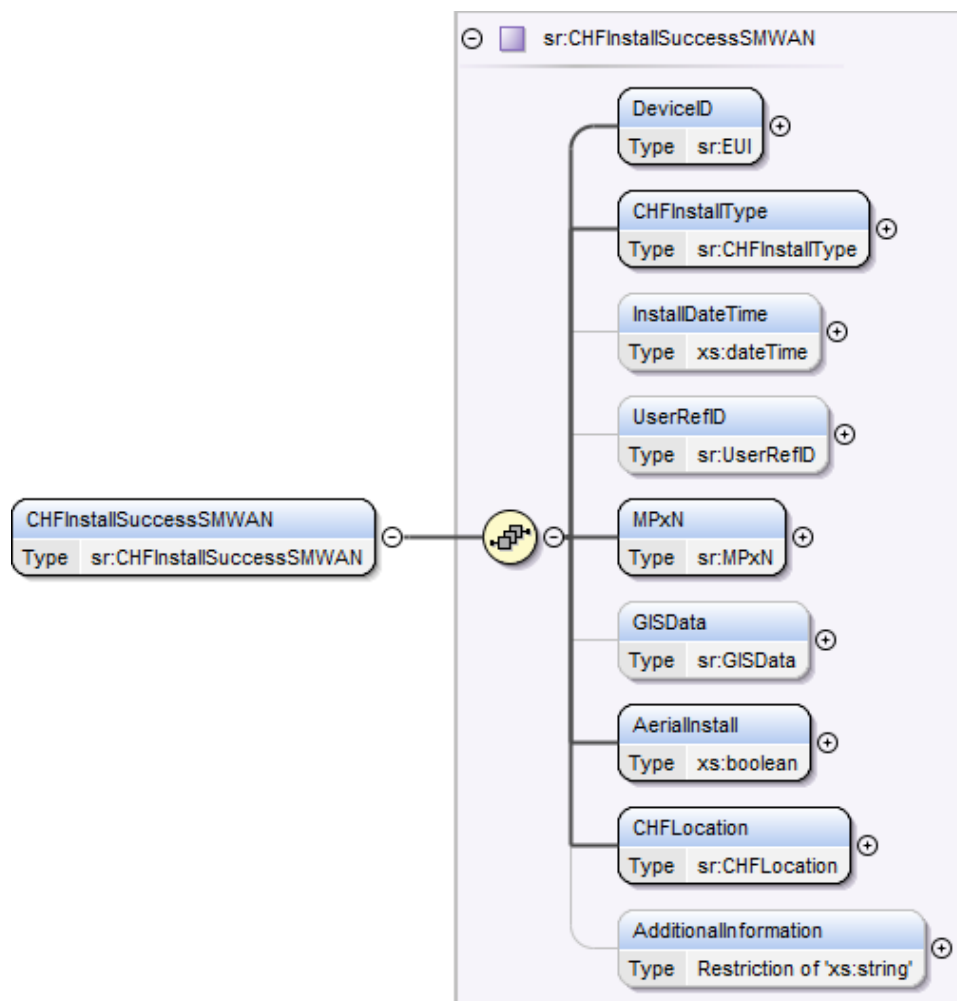 sr:CHFInstallSuccessSMWAN
DeviceID
Type sr:EUI
CHFInstallType
Type sr:CHFInstallType
InstallDateTime
Type xs:dateTime
UserRefID
Type sr:UserRefID
CHFInstallSuccessSMWAN
Type sr:CHFInstallSuccessSMWAN
MPxN
Type sr:MPxN
GISData
Type sr:GISData
AerialInstall
Type xs:boolean
CHFLocation
Type sr:CHFLocation
AdditionalInformation
Type Restriction of 'xs:string'